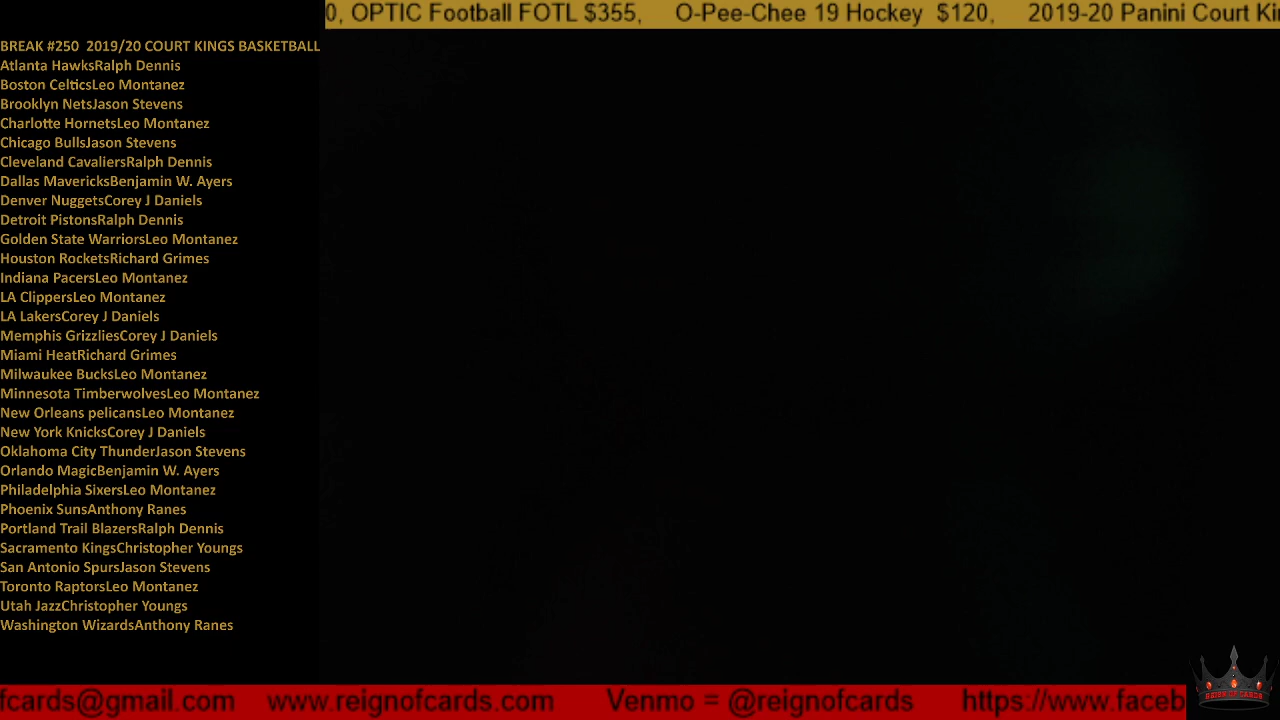 0, OPTIC Football FOTL $355, O-Pee-Chee 19 Hockey $120, 2019-20 Panini Court Ki
BREAK #250 2019/20 COURT KINGS BASKETBALL
Atlanta HawksRalph Dennis
Boston CelticsLeo Montanez
Brooklyn NetsJason Stevens
Charlotte HornetsLeo Montanez
Chicago BullsJason Stevens
Cleveland CavaliersRalph Dennis
Dallas MavericksBenjamin W. Ayers
Denver NuggetsCorey J Daniels
Detroit PistonsRalph Dennis
Golden State WarriorsLeo Montanez
Houston RocketsRichard Grimes
Indiana PacersLeo Montanez
LA ClippersLeo Montanez
LA LakersCorey J Daniels
Memphis GrizzliesCorey J Daniels
Miami HeatRichard Grimes
Milwaukee BucksLeo Montanez
Minnesota TimberwolvesLeo Montanez
New Orleans pelicansLeo Montanez
New York KnicksCorey J Daniels
Oklahoma City ThunderJason Stevens
Orlando MagicBenjamin W. Ayers
Philadelphia SixersLeo Montanez
Phoenix SunsAnthony Ranes
Portland Trail BlazersRalph Dennis
Sacramento KingsChristopher Youngs
San Antonio SpursJason Stevens
Toronto RaptorsLeo Montanez
Utah JazzChristopher Youngs
Washington WizardsAnthony Ranes
REIGN OF CARDS
fcards@gmail.com www.reignofcards.com Venmo = @reignofcards https://www.faceb